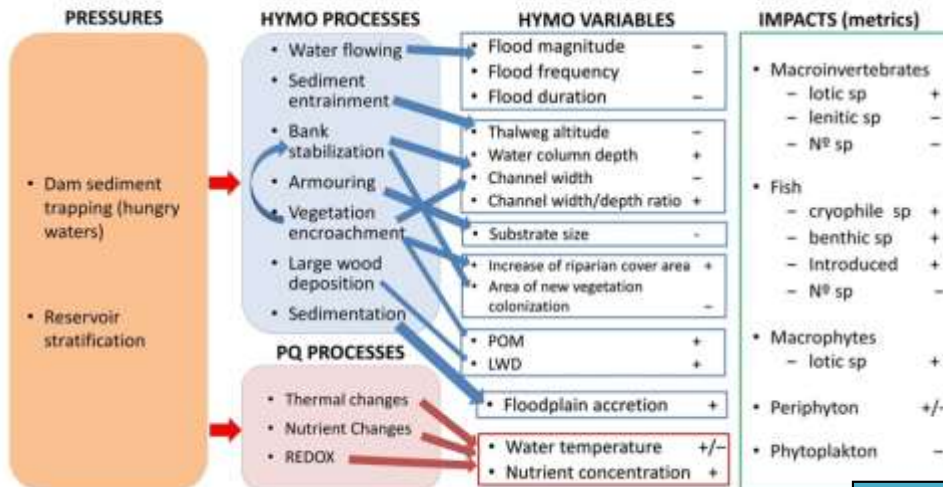 PRESSURES
• Dam sediment
trapping (hungry
waters)
• Reservoir
stratification
HYMO PROCESSES
• Water flowing
• Sediment
entrainment
• Bank
stabilization
• Armouring
• Vegetation
encroachment
• Large wood
deposition
• Sedimentation
PQ PROCESSES
• Thermal changes
• Nutrient Changes
• REDOX
HYMO VARIABLES
• Flood magnitude –
• Flood frequency –
• Flood duration –
• Thalweg altitude –
• Water column depth +
• Channel width –
• Channel width/depth ratio +
• Substrate size -
• Increase of riparian cover area +
• Area of new vegetation
colonization –
• POM +
• LWD +
• Floodplain accretion +
• Water temperature +/–
• Nutrient concentration +
IMPACTS (metrics)
• Macroinvertebrates
– lotic sp +
– lenitic sp –
– Nº sp –
• Fish
– cryophile sp +
– benthic sp +
– Introduced +
– Nº sp –
• Macrophytes
– lotic sp +
• Periphyton +/–
• Phytoplakton –